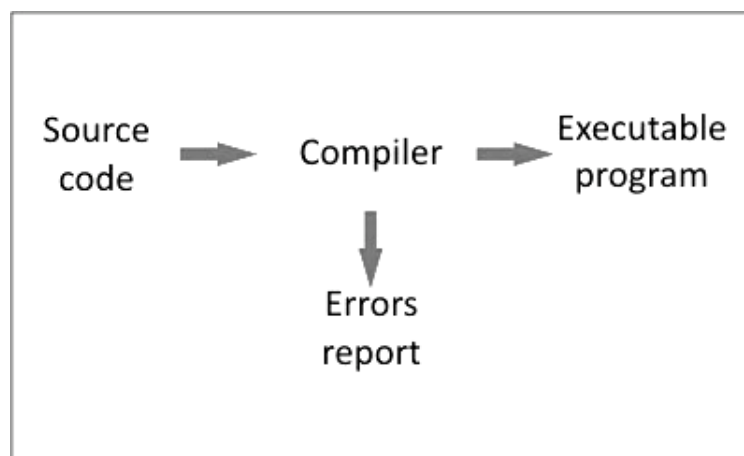 Source
code
Compiler
Executable
program
Errors
report